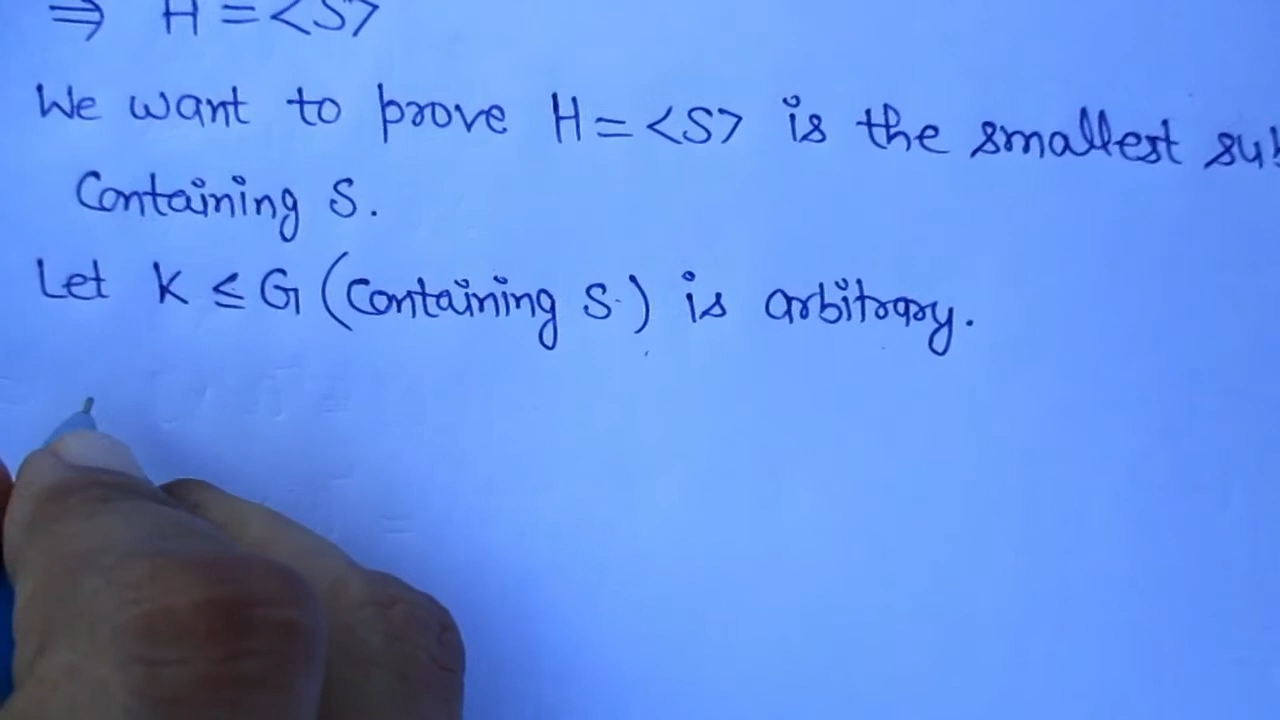 ⇒ H = <S>
We want to prove H = <S> is the smallest
Containing S.
Let K ≤ G (Containing S.) is arbitrary.